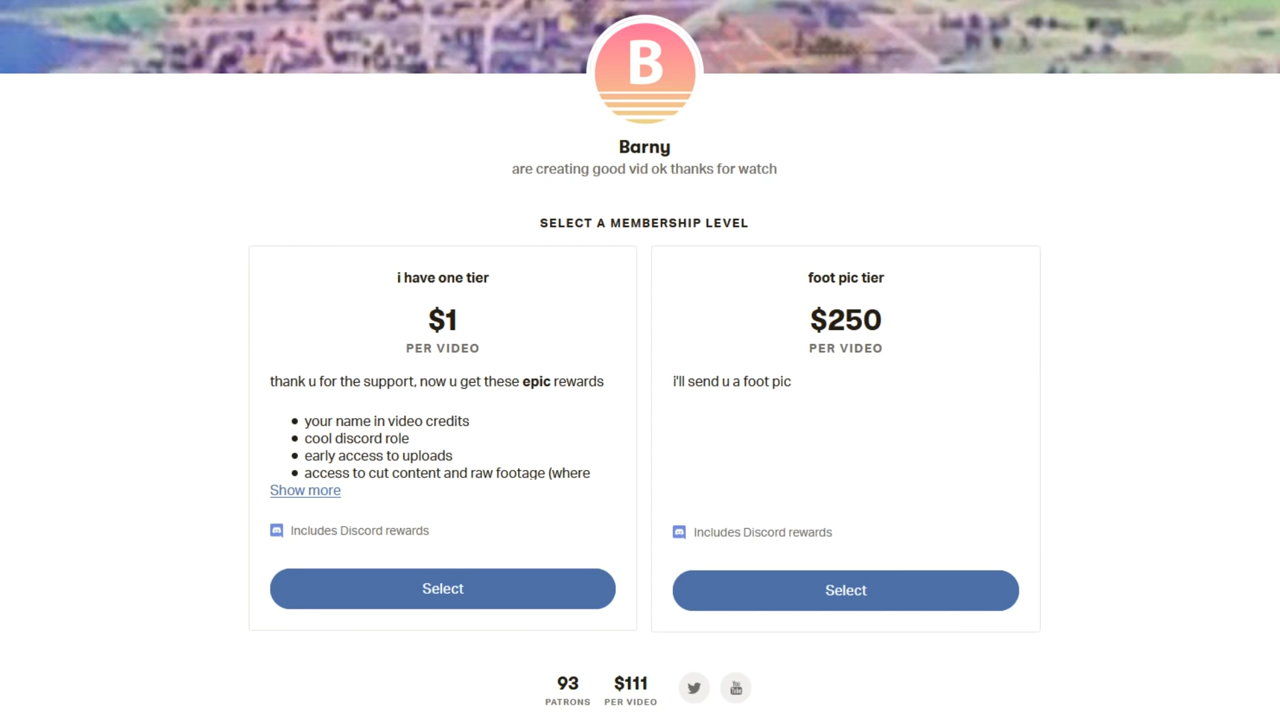 B
Barny
are creating good vid ok thanks for watch
SELECT A MEMBERSHIP LEVEL
i have one tier
$1
PER VIDEO
thank u for the support, now u get these epic rewards
your name in video credits
cool discord role
early access to uploads
access to cut content and raw footage (where
Show more
Includes Discord rewards
Select
foot pic tier
$250
PER VIDEO
i'll send u a foot pic
Includes Discord rewards
Select
93
PATRONS
$111
PER VIDEO
You
Tube